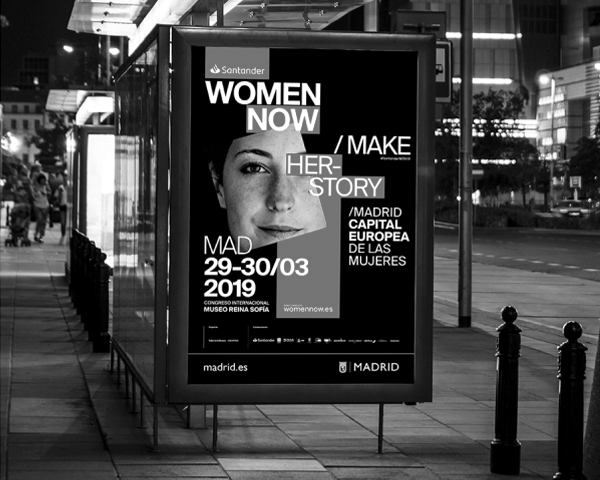 Santander
WOMEN
NOW
/MAKE
HER-
STORY
/MADRID
CAPITAL
EUROPEA
DE LAS
MUJERES
MAD
29-30/03
2019
CONGRESO INTERNACIONAL
MUSEO REINA SOFÍA
womennow.es
Santander
madrid.es
MADRID